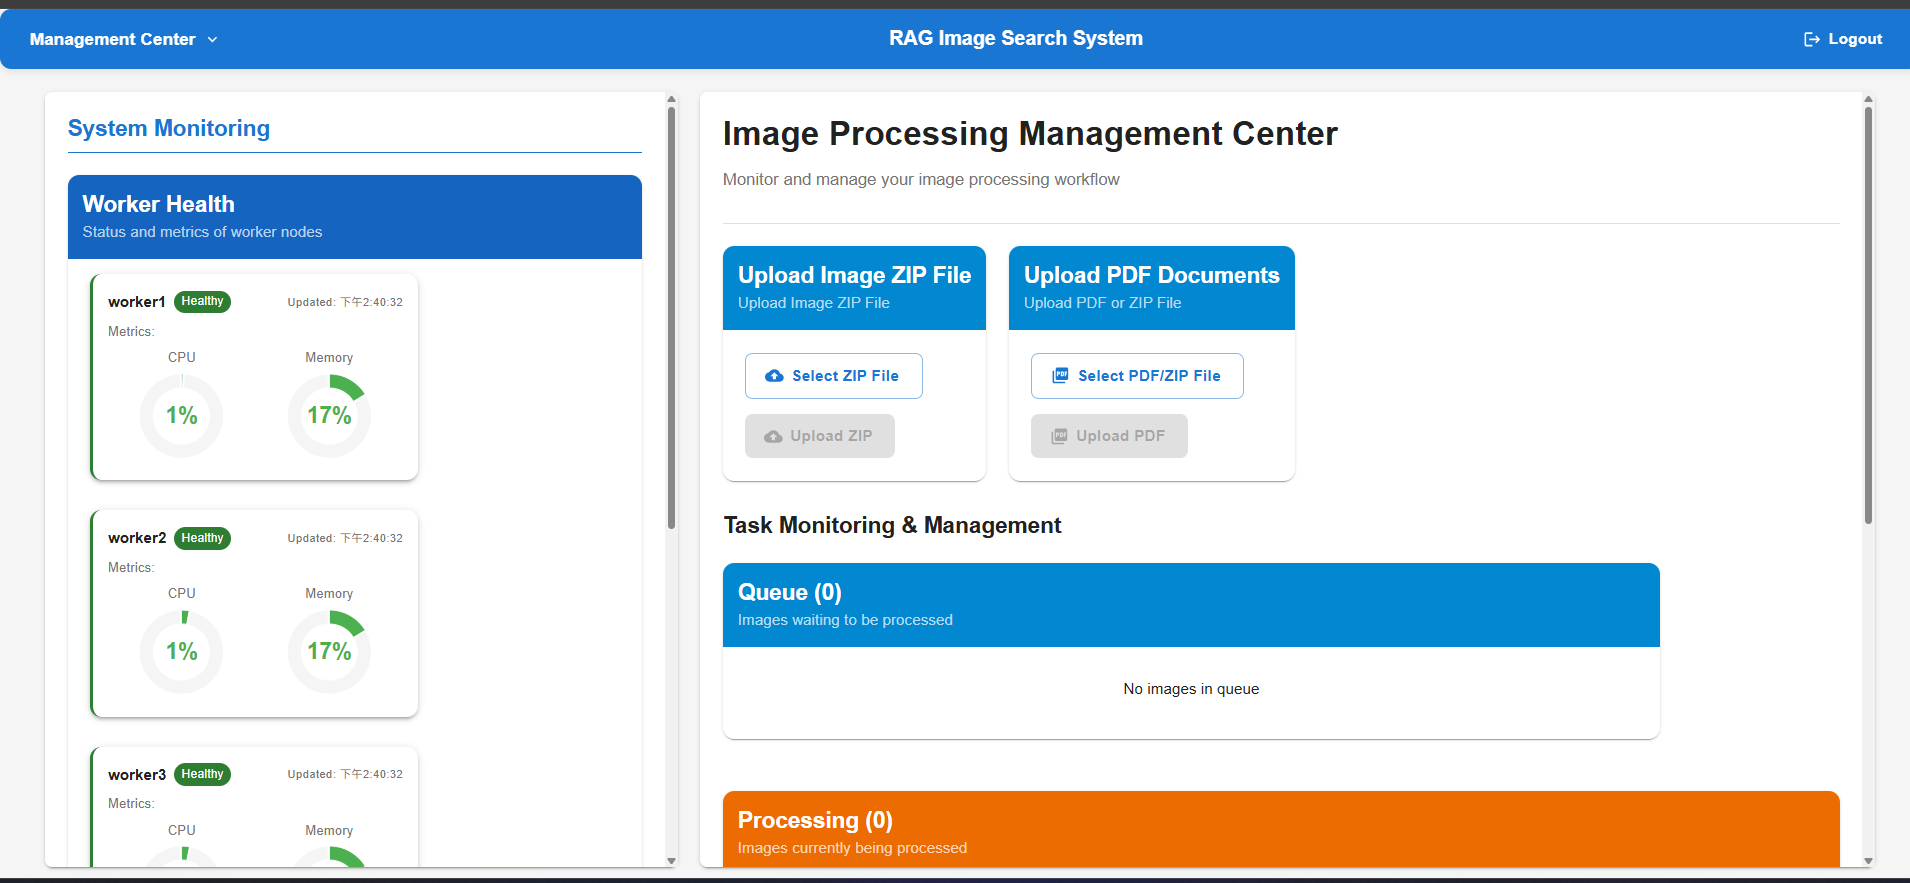 Management Center
RAG Image Search System
Logout
System Monitoring
Worker Health
Status and metrics of worker nodes
worker1 Healthy Updated: 下午2:40:32
Metrics:
CPU Memory
1% 17%
worker2 Healthy Updated: 下午2:40:32
Metrics:
CPU Memory
1% 17%
worker3 Healthy Updated: 下午2:40:32
Metrics:
CPU Memory
Image Processing Management Center
Monitor and manage your image processing workflow
Upload Image ZIP File
Upload Image ZIP File
Select ZIP File
Upload ZIP
Upload PDF Documents
Upload PDF or ZIP File
PDF Select PDF/ZIP File
PDF Upload PDF
Task Monitoring & Management
Queue (0)
Images waiting to be processed
No images in queue
Processing (0)
Images currently being processed